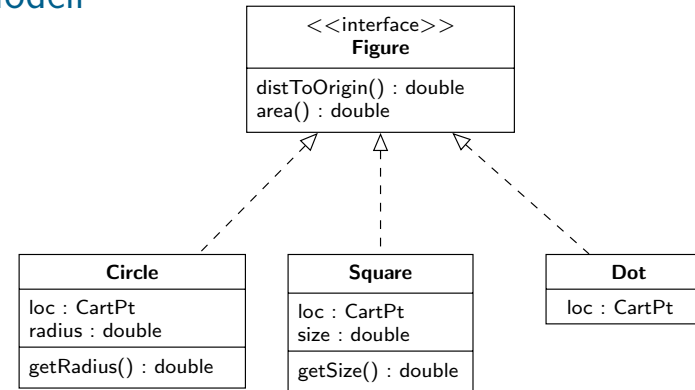 <<interface>>
Figure
distToOrigin() : double
area() : double
Circle
loc : CartPt
radius : double
getRadius() : double
Square
loc : CartPt
size : double
getSize() : double
Dot
loc : CartPt